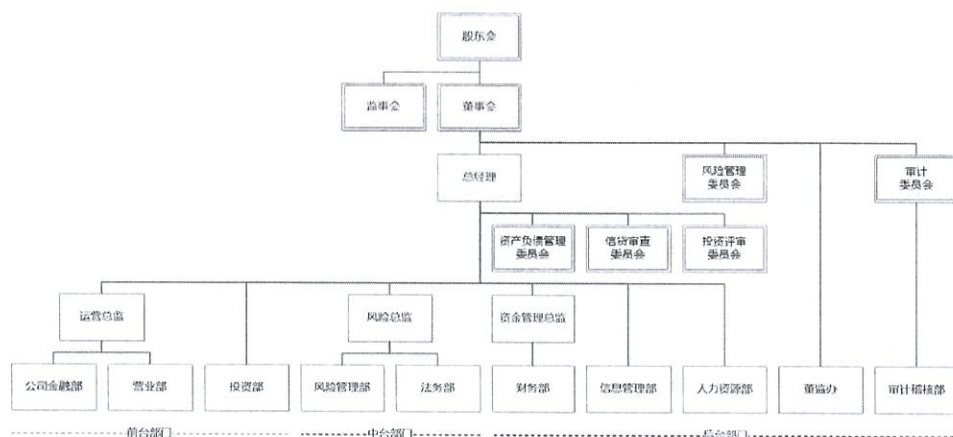 股东会
监事会
董事会
总经理
风险管理
委员会
审计
委员会
资产负债管理
委员会
信贷审查
委员会
投资评审
委员会
运营总监
风险总监
资金管理总监
公司金融部
营业部
投资部
风险管理部
法务部
财务部
信息管理部
人力资源部
董监办
审计稽核部
前台部门
中台部门
后台部门